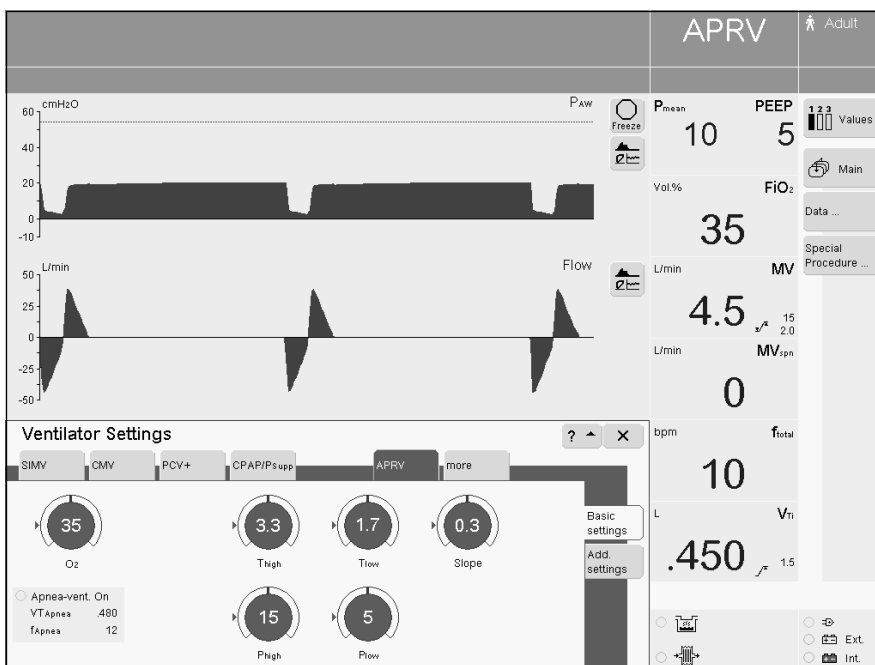 APRV
Adult
cmH2O
PAW
60
40
20
0
-10
Freeze
Pmean
PEEP
10
5
1 2 3
Values
Main
Vol.%
FiO2
35
Data ...
Special
Procedure ...
L/min
Flow
50
25
0
-25
-50
L/min
MV
4.5
15
2.0
L/min
MVspn
0
Ventilator Settings
?
SIMV
CMV
PCV+
CPAP/Psupp
APRV
more
bpm
ftotal
10
35
3.3
1.7
0.3
O2
Thigh
Tlow
Slope
Basic
settings
Add.
settings
L
VTi
.450
1.5
Apnea-vent. On
VTApnea .480
fApnea 12
15
5
Phigh
Plow
Ext.
Int.